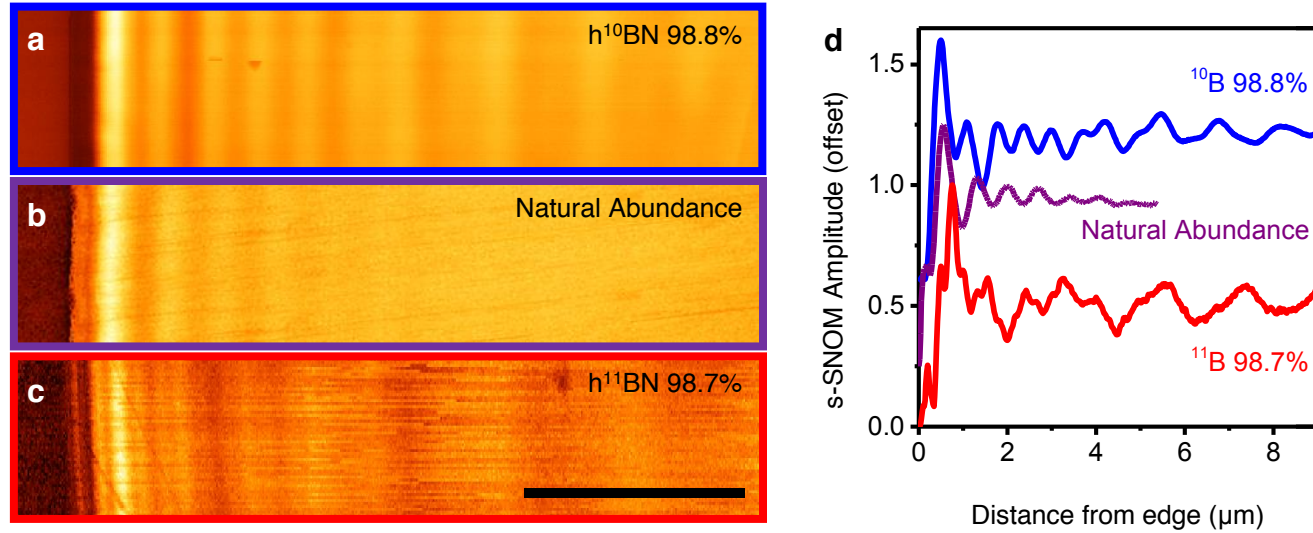 a
h¹⁰BN 98.8%
b
Natural Abundance
c
h¹¹BN 98.7%
d
s-SNOM Amplitude (offset)
1.5
1.0
0.5
0.0
¹⁰B 98.8%
Natural Abundance
¹¹B 98.7%
0 2 4 6 8
Distance from edge (µm)